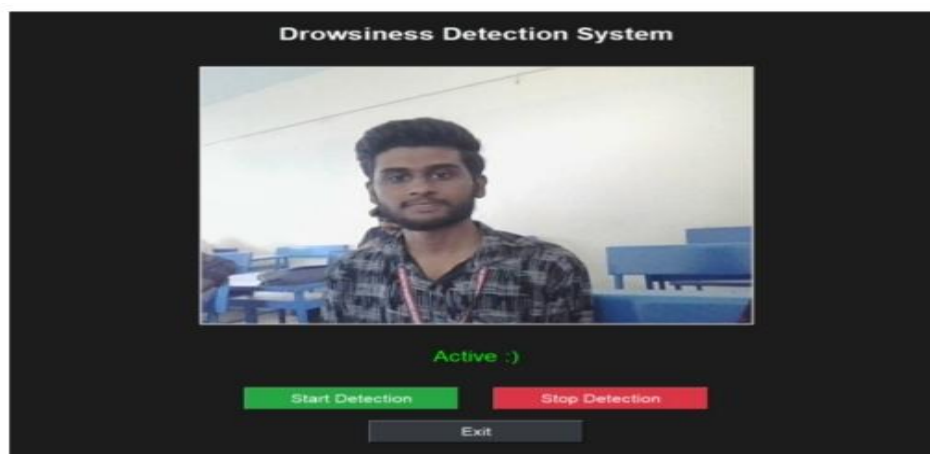 Drowsiness Detection System
Active :)
Start Detection
Stop Detection
Exit